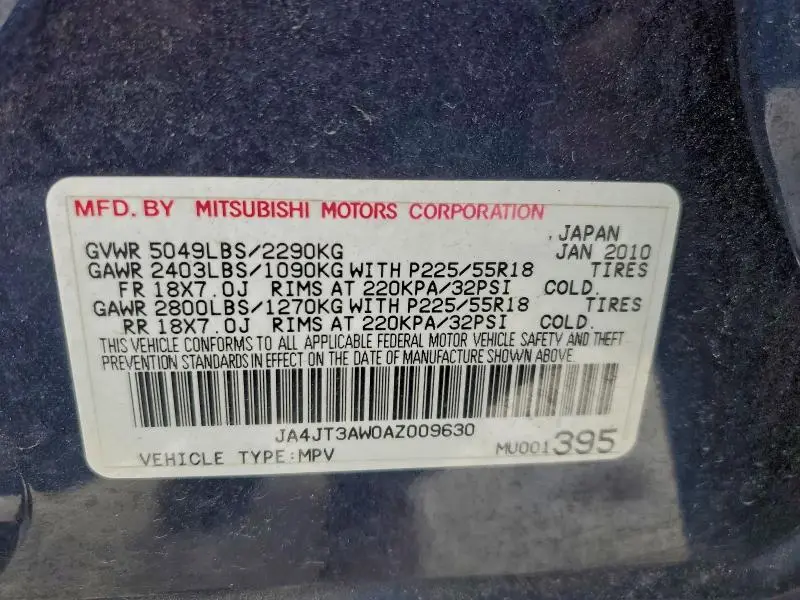 MFD. BY MITSUBISHI MOTORS CORPORATION
, JAPAN
GVWR 5049LBS/2290KG JAN 2010
GAWR 2403LBS/1090KG WITH P225/55R18 TIRES
FR 18X7.0J RIMS AT 220KPA/32PSI COLD.
GAWR 2800LBS/1270KG WITH P225/55R18 TIRES
RR 18X7.0J RIMS AT 220KPA/32PSI COLD.
THIS VEHICLE CONFORMS TO ALL APPLICABLE FEDERAL MOTOR VEHICLE SAFETY AND THEFT
PREVENTION STANDARDS IN EFFECT ON THE DATE OF MANUFACTURE SHOWN ABOVE.
JA4JT3AW0AZ009630
VEHICLE TYPE:MPV MU001395